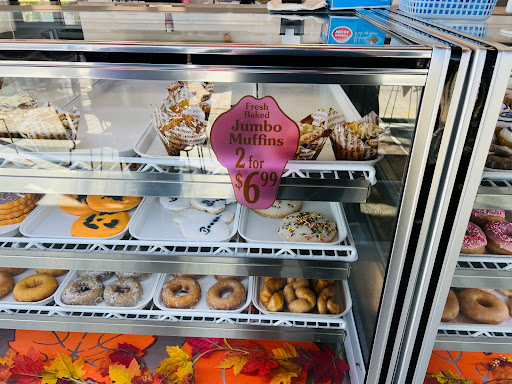 Fresh
Baked
Jumbo
Muffins
2 for
$6.99